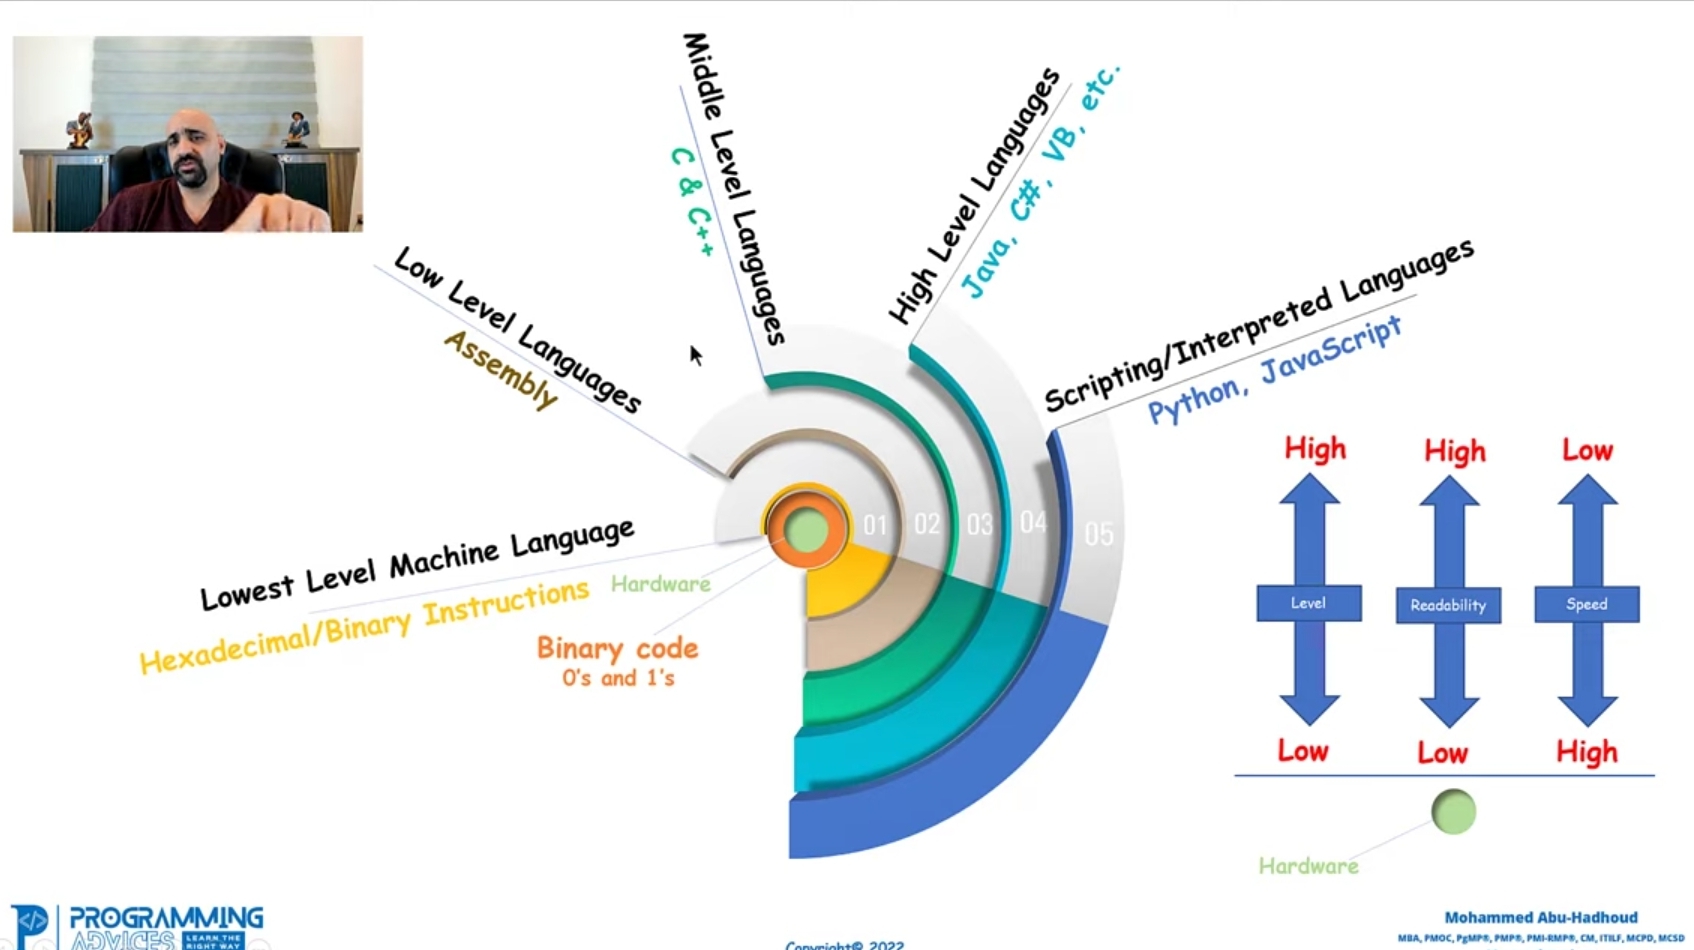 Middle Level Languages
C & C++
High Level Languages
Java, C#, VB, etc.
Low Level Languages
Assembly
Scripting/Interpreted Languages
Python, JavaScript
Lowest Level Machine Language
Hexadecimal/Binary Instructions
Hardware
Binary code
0's and 1's
01 02 03 04 05
High High Low
Level Readability Speed
Low Low High
Hardware
</> PROGRAMMING
ADVICES LEARN THE
RIGHT WAY
Copyright© 2022
Mohammed Abu-Hadhoud
MBA, PMOC, PgMP®, PMP®, PMI-RMP®, CM, ITILF, MCPD, MCSD